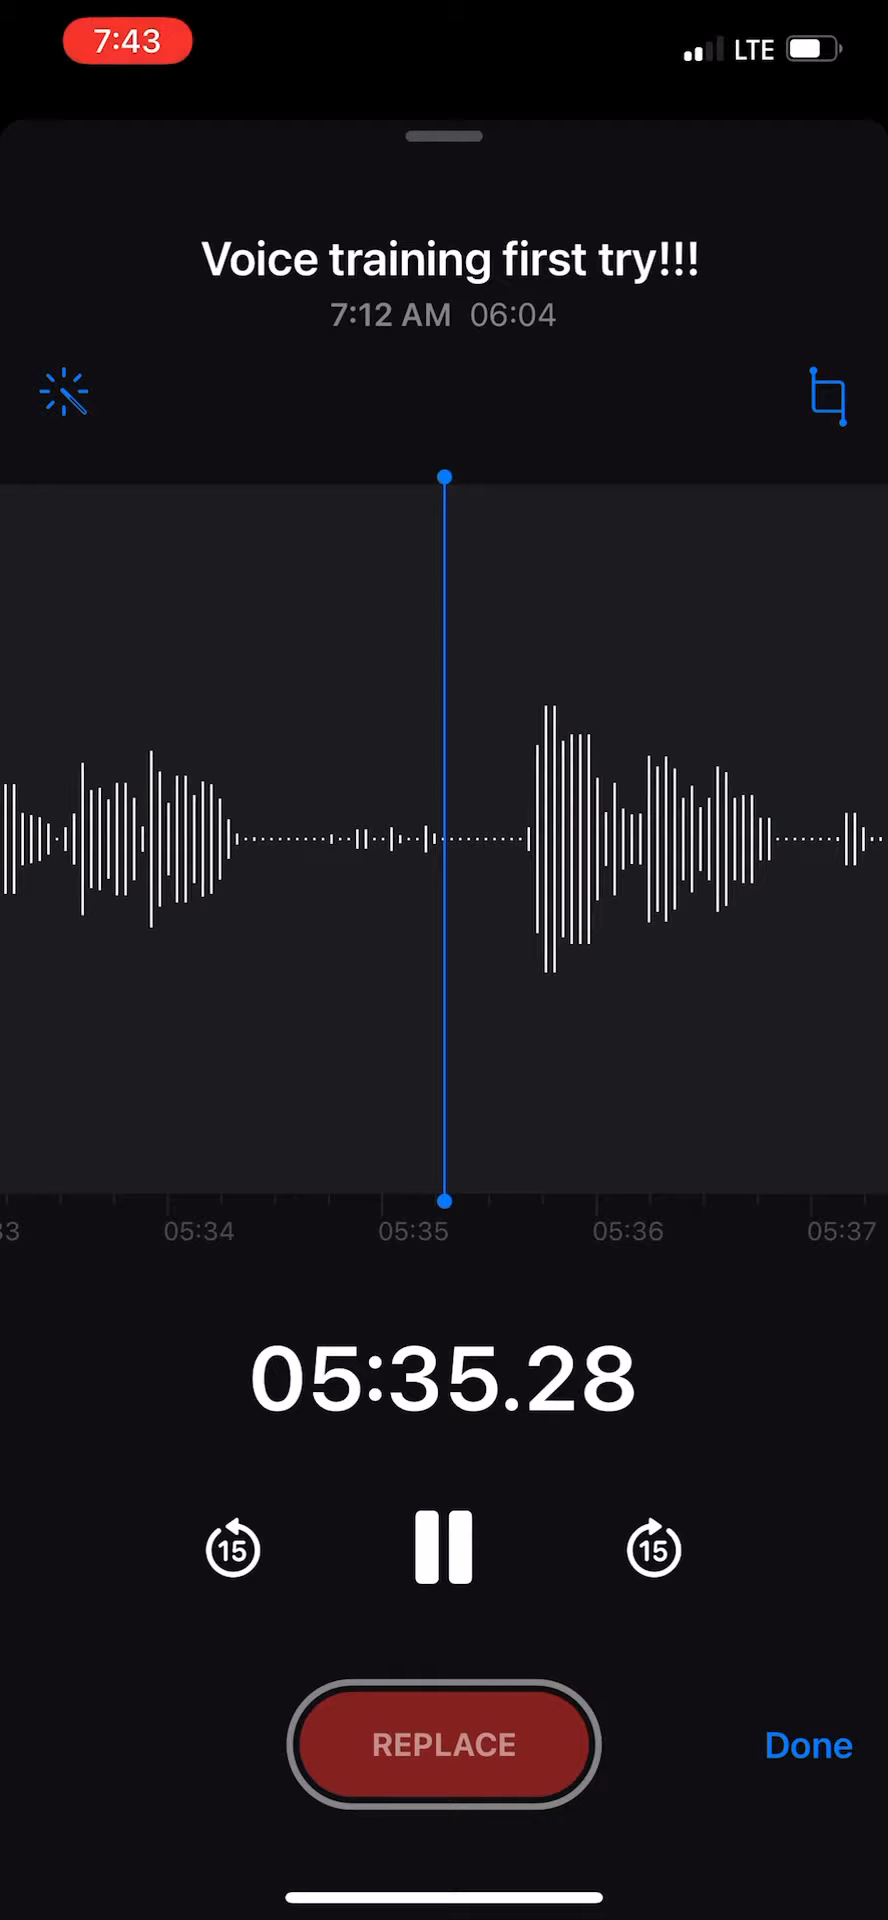 7:43 LTE
Voice training first try!!!
7:12 AM 06:04
33 05:34 05:35 05:36 05:37
05:35.28
15 15
REPLACE
Done